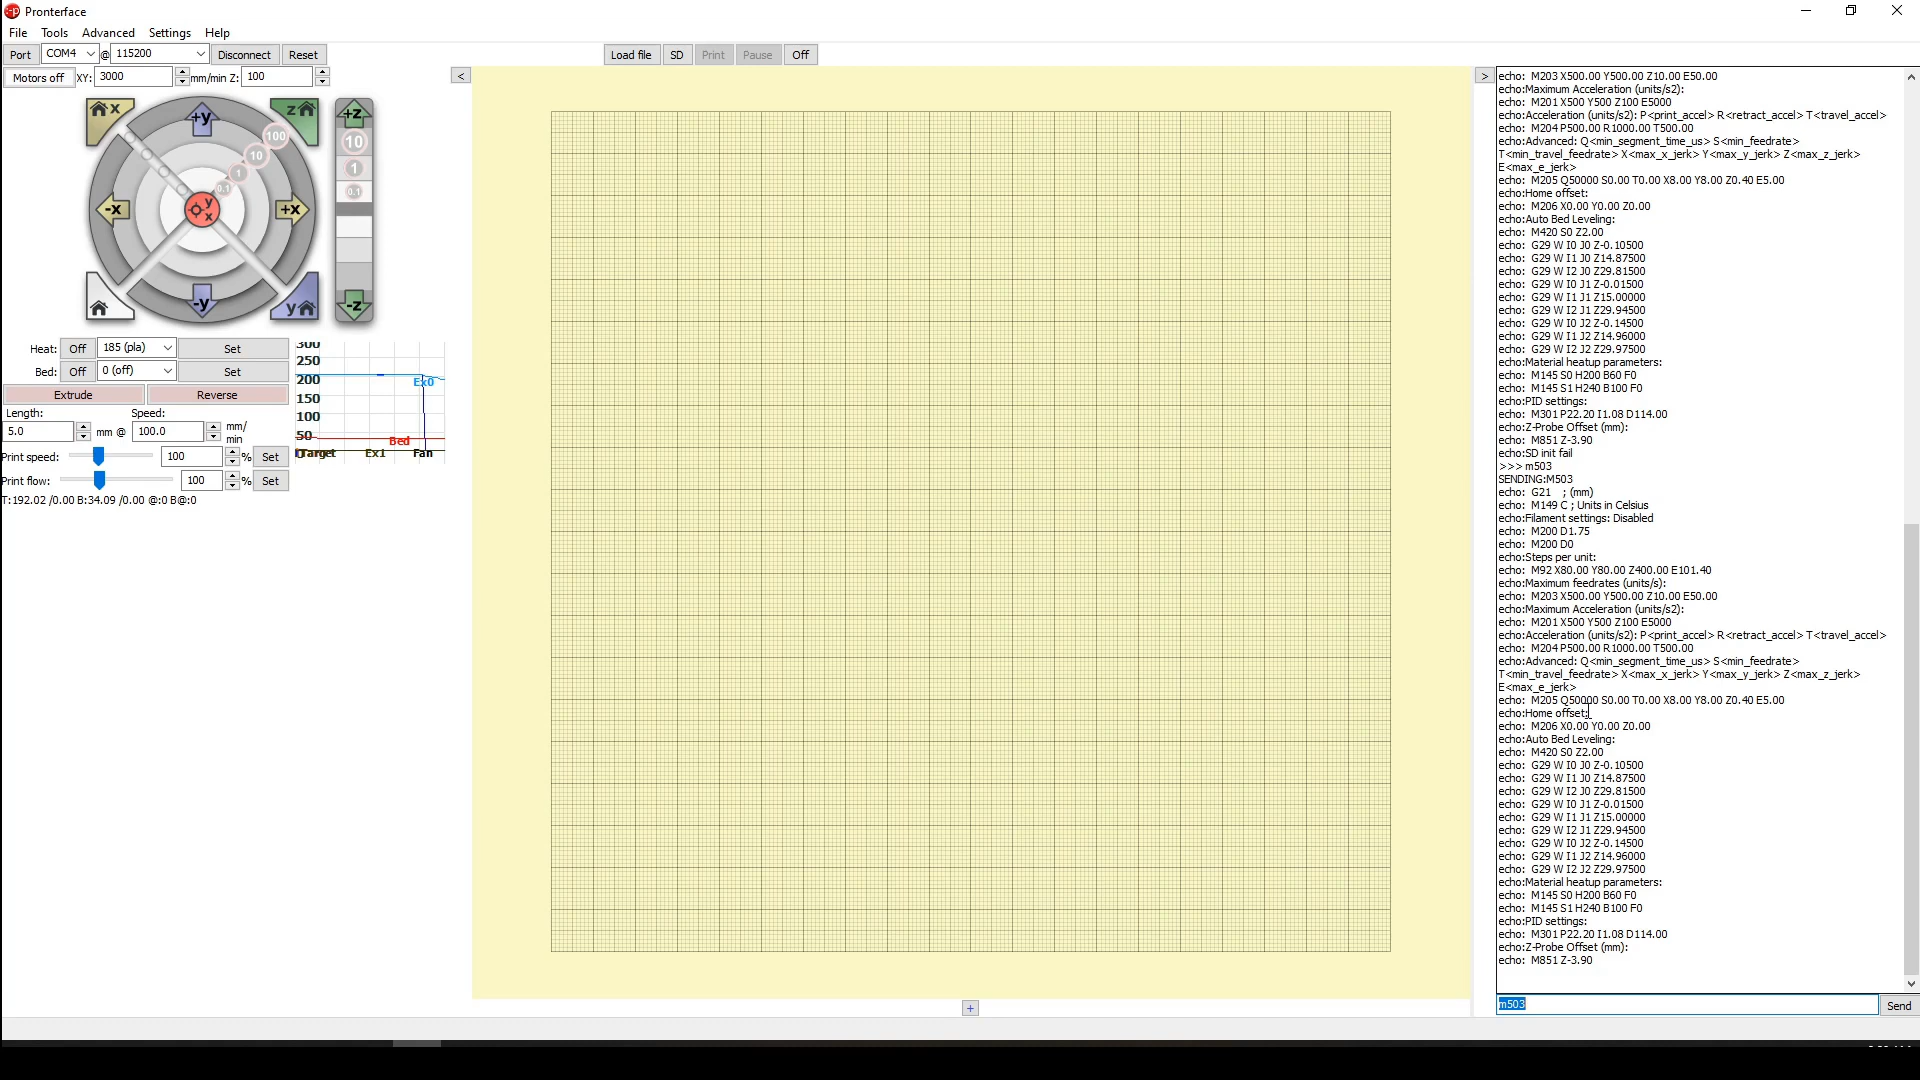 Pronterface
File Tools Advanced Settings Help
Port COM4 @ 115200 Disconnect Reset Load file SD Print Pause Off
Motors off XY: 3000 mm/min Z: 100
< >
x z
+y +z
100 10 1 0.1
10
1
0.1
-x y x +x
-y -z
y
Heat: Off 185 (pla) Set
Bed: Off 0 (off) Set
Extrude Reverse
Length: Speed:
5.0 mm @ 100.0 mm/
min
Print speed: 100 % Set
Print flow: 100 % Set
T:192.02 /0.00 B:34.09 /0.00 @:0 B@:0
300
250
200 Ex0
150
100
50 Bed
Target Ex1 Fan
echo:  M203 X500.00 Y500.00 Z10.00 E50.00
echo:Maximum Acceleration (units/s2):
echo:  M201 X500 Y500 Z100 E5000
echo:Acceleration (units/s2): P<print_accel> R<retract_accel> T<travel_accel>
echo:  M204 P500.00 R1000.00 T500.00
echo:Advanced: Q<min_segment_time_us> S<min_feedrate>
T<min_travel_feedrate> X<max_x_jerk> Y<max_y_jerk> Z<max_z_jerk>
E<max_e_jerk>
echo:  M205 Q50000 S0.00 T0.00 X8.00 Y8.00 Z0.40 E5.00
echo:Home offset:
echo:  M206 X0.00 Y0.00 Z0.00
echo:Auto Bed Leveling:
echo:  M420 S0 Z2.00
echo:  G29 W I0 J0 Z-0.10500
echo:  G29 W I1 J0 Z14.87500
echo:  G29 W I2 J0 Z29.81500
echo:  G29 W I0 J1 Z-0.01500
echo:  G29 W I1 J1 Z15.00000
echo:  G29 W I2 J1 Z29.94500
echo:  G29 W I0 J2 Z-0.14500
echo:  G29 W I1 J2 Z14.96000
echo:  G29 W I2 J2 Z29.97500
echo:Material heatup parameters:
echo:  M145 S0 H200 B60 F0
echo:  M145 S1 H240 B100 F0
echo:PID settings:
echo:  M301 P22.20 I1.08 D114.00
echo:Z-Probe Offset (mm):
echo:  M851 Z-3.90
echo:SD init fail
>>> m503
SENDING:M503
echo:  G21    ; (mm)
echo:  M149 C ; Units in Celsius
echo:Filament settings: Disabled
echo:  M200 D1.75
echo:  M200 D0
echo:Steps per unit:
echo:  M92 X80.00 Y80.00 Z400.00 E101.40
echo:Maximum feedrates (units/s):
echo:  M203 X500.00 Y500.00 Z10.00 E50.00
echo:Maximum Acceleration (units/s2):
echo:  M201 X500 Y500 Z100 E5000
echo:Acceleration (units/s2): P<print_accel> R<retract_accel> T<travel_accel>
echo:  M204 P500.00 R1000.00 T500.00
echo:Advanced: Q<min_segment_time_us> S<min_feedrate>
T<min_travel_feedrate> X<max_x_jerk> Y<max_y_jerk> Z<max_z_jerk>
E<max_e_jerk>
echo:  M205 Q50000 S0.00 T0.00 X8.00 Y8.00 Z0.40 E5.00
echo:Home offset:
echo:  M206 X0.00 Y0.00 Z0.00
echo:Auto Bed Leveling:
echo:  M420 S0 Z2.00
echo:  G29 W I0 J0 Z-0.10500
echo:  G29 W I1 J0 Z14.87500
echo:  G29 W I2 J0 Z29.81500
echo:  G29 W I0 J1 Z-0.01500
echo:  G29 W I1 J1 Z15.00000
echo:  G29 W I2 J1 Z29.94500
echo:  G29 W I0 J2 Z-0.14500
echo:  G29 W I1 J2 Z14.96000
echo:  G29 W I2 J2 Z29.97500
echo:Material heatup parameters:
echo:  M145 S0 H200 B60 F0
echo:  M145 S1 H240 B100 F0
echo:PID settings:
echo:  M301 P22.20 I1.08 D114.00
echo:Z-Probe Offset (mm):
echo:  M851 Z-3.90
m503 Send
+